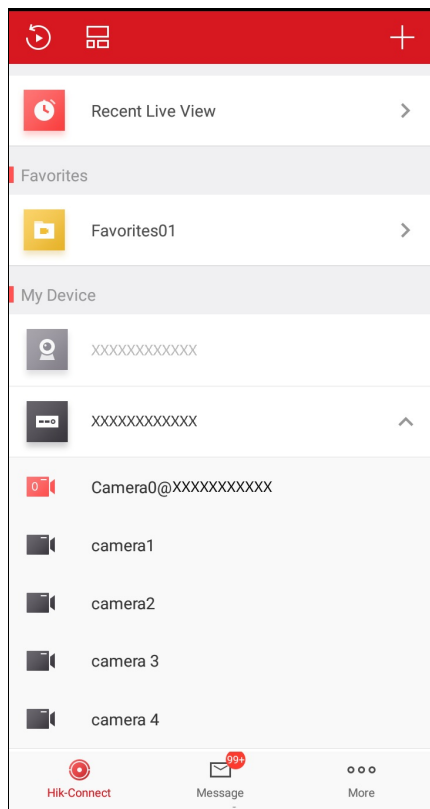 Recent Live View
Favorites
Favorites01
My Device
XXXXXXXXXXXX
XXXXXXXXXXXX
0
Camera0@XXXXXXXXXXX
camera1
camera2
camera 3
camera 4
99+
Hik-Connect
Message
More